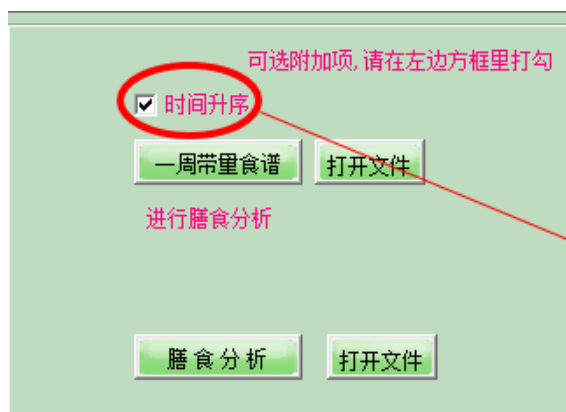 可选附加项,请在左边方框里打勾
时间升序
一周带量食谱 打开文件
进行膳食分析
膳食分析 打开文件